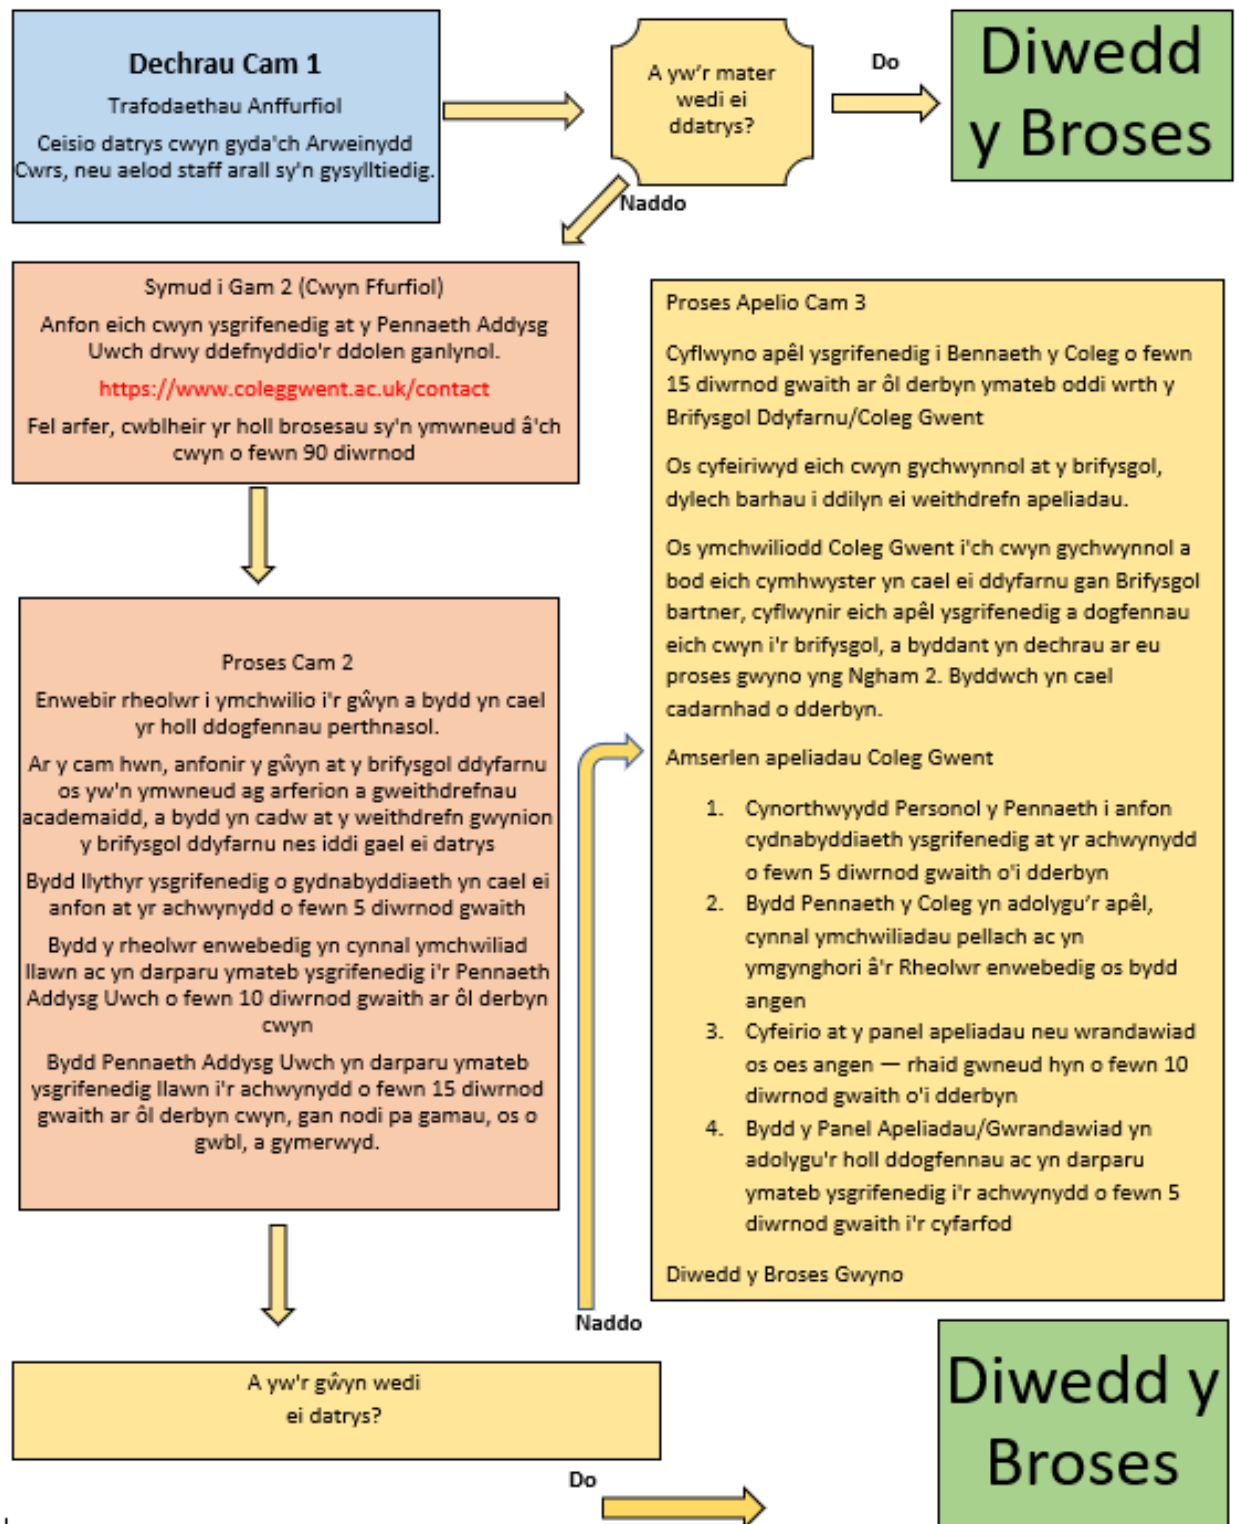 Dechrau Cam 1
Trafodaethau Anffurfiol
Ceisio datrys cwyn gyda'ch Arweinydd
Cwrs, neu aelod staff arall sy'n gysylltiedig.
A yw'r mater
wedi ei
ddatrys?
Do
Diwedd
y Broses
Naddo
Symud i Gam 2 (Cwyn Ffurfiol)
Anfon eich cwyn ysgrifenedig at y Pennaeth Addysg
Uwch drwy ddefnyddio'r ddolen ganlynol.
https://www.coleggwent.ac.uk/contact
Fel arfer, cwblheir yr holl brosesau sy'n ymwneud â'ch
cwyn o fewn 90 diwrnod
Proses Cam 2
Enwebir rheolwr i ymchwilio i'r gŵyn a bydd yn cael
yr holl ddogfennau perthnasol.
Ar y cam hwn, anfonir y gŵyn at y brifysgol ddyfarnu
os yw'n ymwneud ag arferion a gweithdrefnau
academaidd, a bydd yn cadw at y weithdrefn gwynion
y brifysgol ddyfarnu nes iddi gael ei datrys
Bydd llythyr ysgrifenedig o gydnabyddiaeth yn cael ei
anfon at yr achwynydd o fewn 5 diwrnod gwaith
Bydd y rheolwr enwebedig yn cynnal ymchwiliad
llawn ac yn darparu ymateb ysgrifenedig i'r Pennaeth
Addysg Uwch o fewn 10 diwrnod gwaith ar ôl derbyn
cwyn
Bydd Pennaeth Addysg Uwch yn darparu ymateb
ysgrifenedig llawn i'r achwynydd o fewn 15 diwrnod
gwaith ar ôl derbyn cwyn, gan nodi pa gamau, os o
gwbl, a gymerwyd.
Proses Apelio Cam 3
Cyflwyno apêl ysgrifenedig i Bennaeth y Coleg o fewn
15 diwrnod gwaith ar ôl derbyn ymateb oddi wrth y
Brifysgol Ddyfarnu/Coleg Gwent
Os cyfeiriwyd eich cwyn gychwynnol at y brifysgol,
dylech barhau i ddilyn ei weithdrefn apeliadau.
Os ymchwiliodd Coleg Gwent i'ch cwyn gychwynnol a
bod eich cymhwyster yn cael ei ddyfarnu gan Brifysgol
bartner, cyflwynir eich apêl ysgrifenedig a dogfennau
eich cwyn i'r brifysgol, a byddant yn dechrau ar eu
proses gwyno yng Ngham 2. Byddwch yn cael
cadarnhad o dderbyn.
Amserlen apeliadau Coleg Gwent
1. Cynorthwyydd Personol y Pennaeth i anfon
cydnabyddiaeth ysgrifenedig at yr achwynydd
o fewn 5 diwrnod gwaith o'i dderbyn
2. Bydd Pennaeth y Coleg yn adolygu'r apêl,
cynnal ymchwiliadau pellach ac yn
ymgynghori â'r Rheolwr enwebedig os bydd
angen
3. Cyfeirio at y panel apeliadau neu wrandawiad
os oes angen — rhaid gwneud hyn o fewn 10
diwrnod gwaith o'i dderbyn
4. Bydd y Panel Apeliadau/Gwrandawiad yn
adolygu'r holl ddogfennau ac yn darparu
ymateb ysgrifenedig i'r achwynydd o fewn 5
diwrnod gwaith i'r cyfarfod
Diwedd y Broses Gwyno
Naddo
A yw'r gŵyn wedi
ei datrys?
Do
Diwedd y
Broses